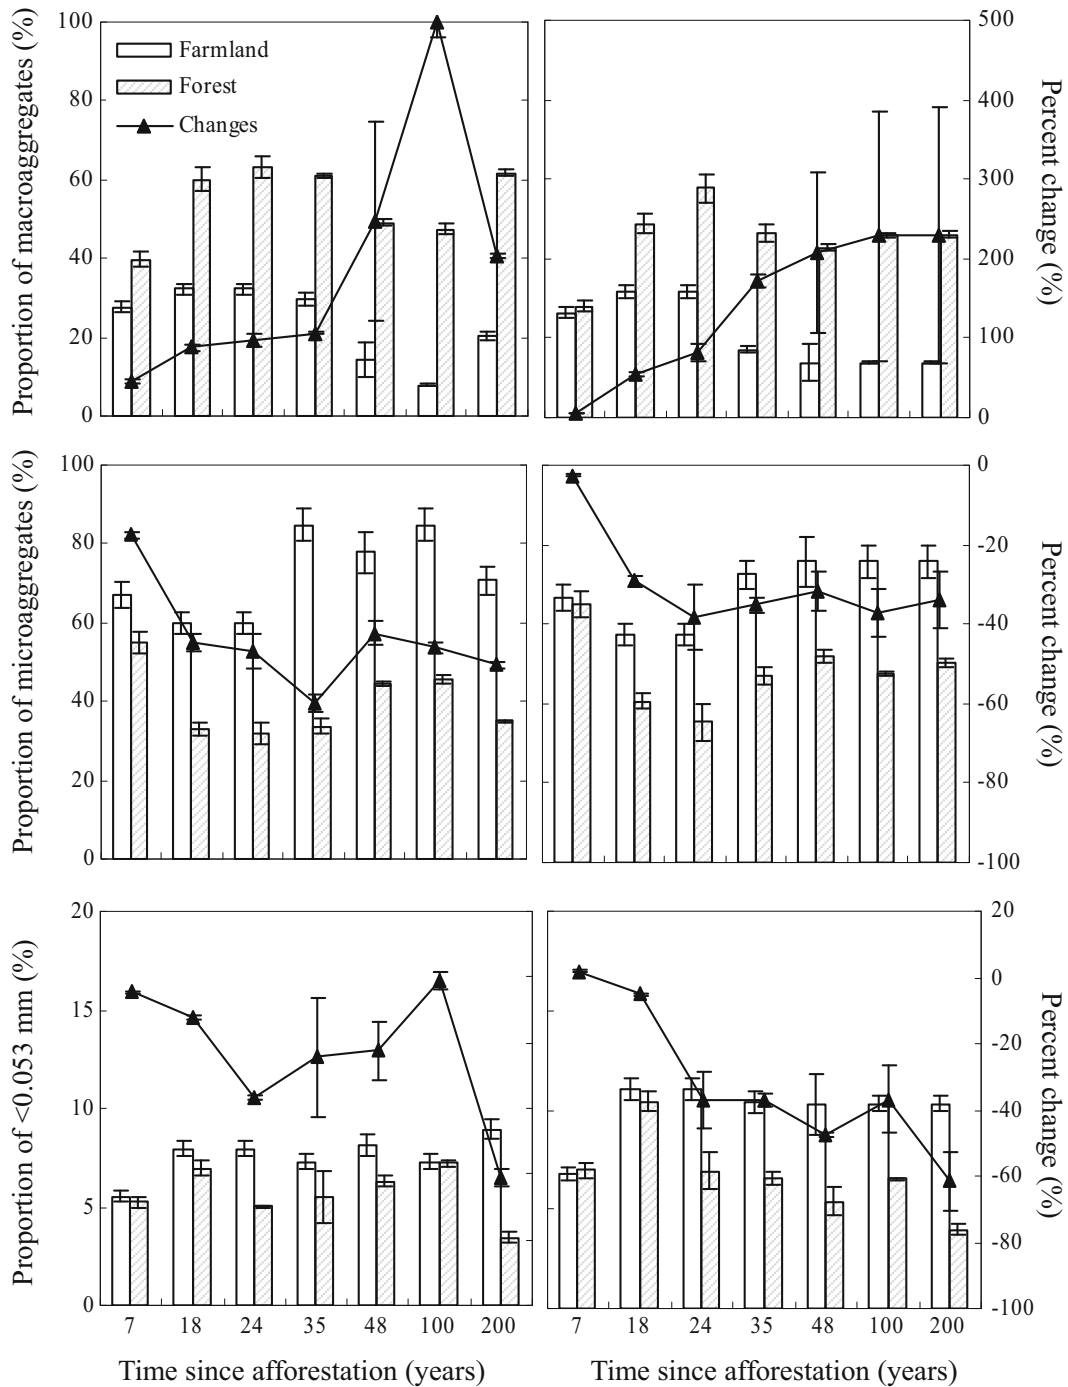 Proportion of macroaggregates (%)
100
80
60
40
20
0
Farmland
Forest
Changes
500
400
300
200
100
0
Percent change (%)
Proportion of microaggregates (%)
100
80
60
40
20
0
0
-20
-40
-60
-80
-100
Percent change (%)
Proportion of <0.053 mm (%)
20
15
10
5
0
20
0
-20
-40
-60
-80
-100
Percent change (%)
7 18 24 35 48 100 200
7 18 24 35 48 100 200
Time since afforestation (years)
Time since afforestation (years)